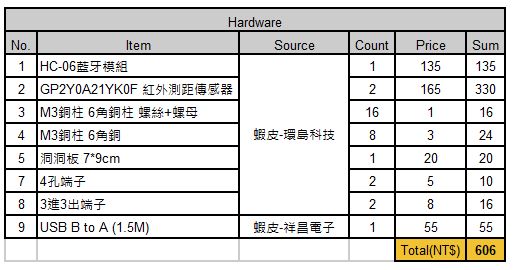 Hardware
No. Item Source Count Price Sum
1 HC-06藍牙模組 1 135 135
2 GP2Y0A21YK0F 紅外測距傳感器 2 165 330
3 M3銅柱 6角銅柱 螺絲+螺母 16 1 16
4 M3銅柱 6角銅 蝦皮-環島科技 8 3 24
5 洞洞板 7*9cm 1 20 20
7 4孔端子 2 5 10
8 3進3出端子 2 8 16
9 USB B to A (1.5M) 蝦皮-祥昌電子 1 55 55
Total(NT$) 606